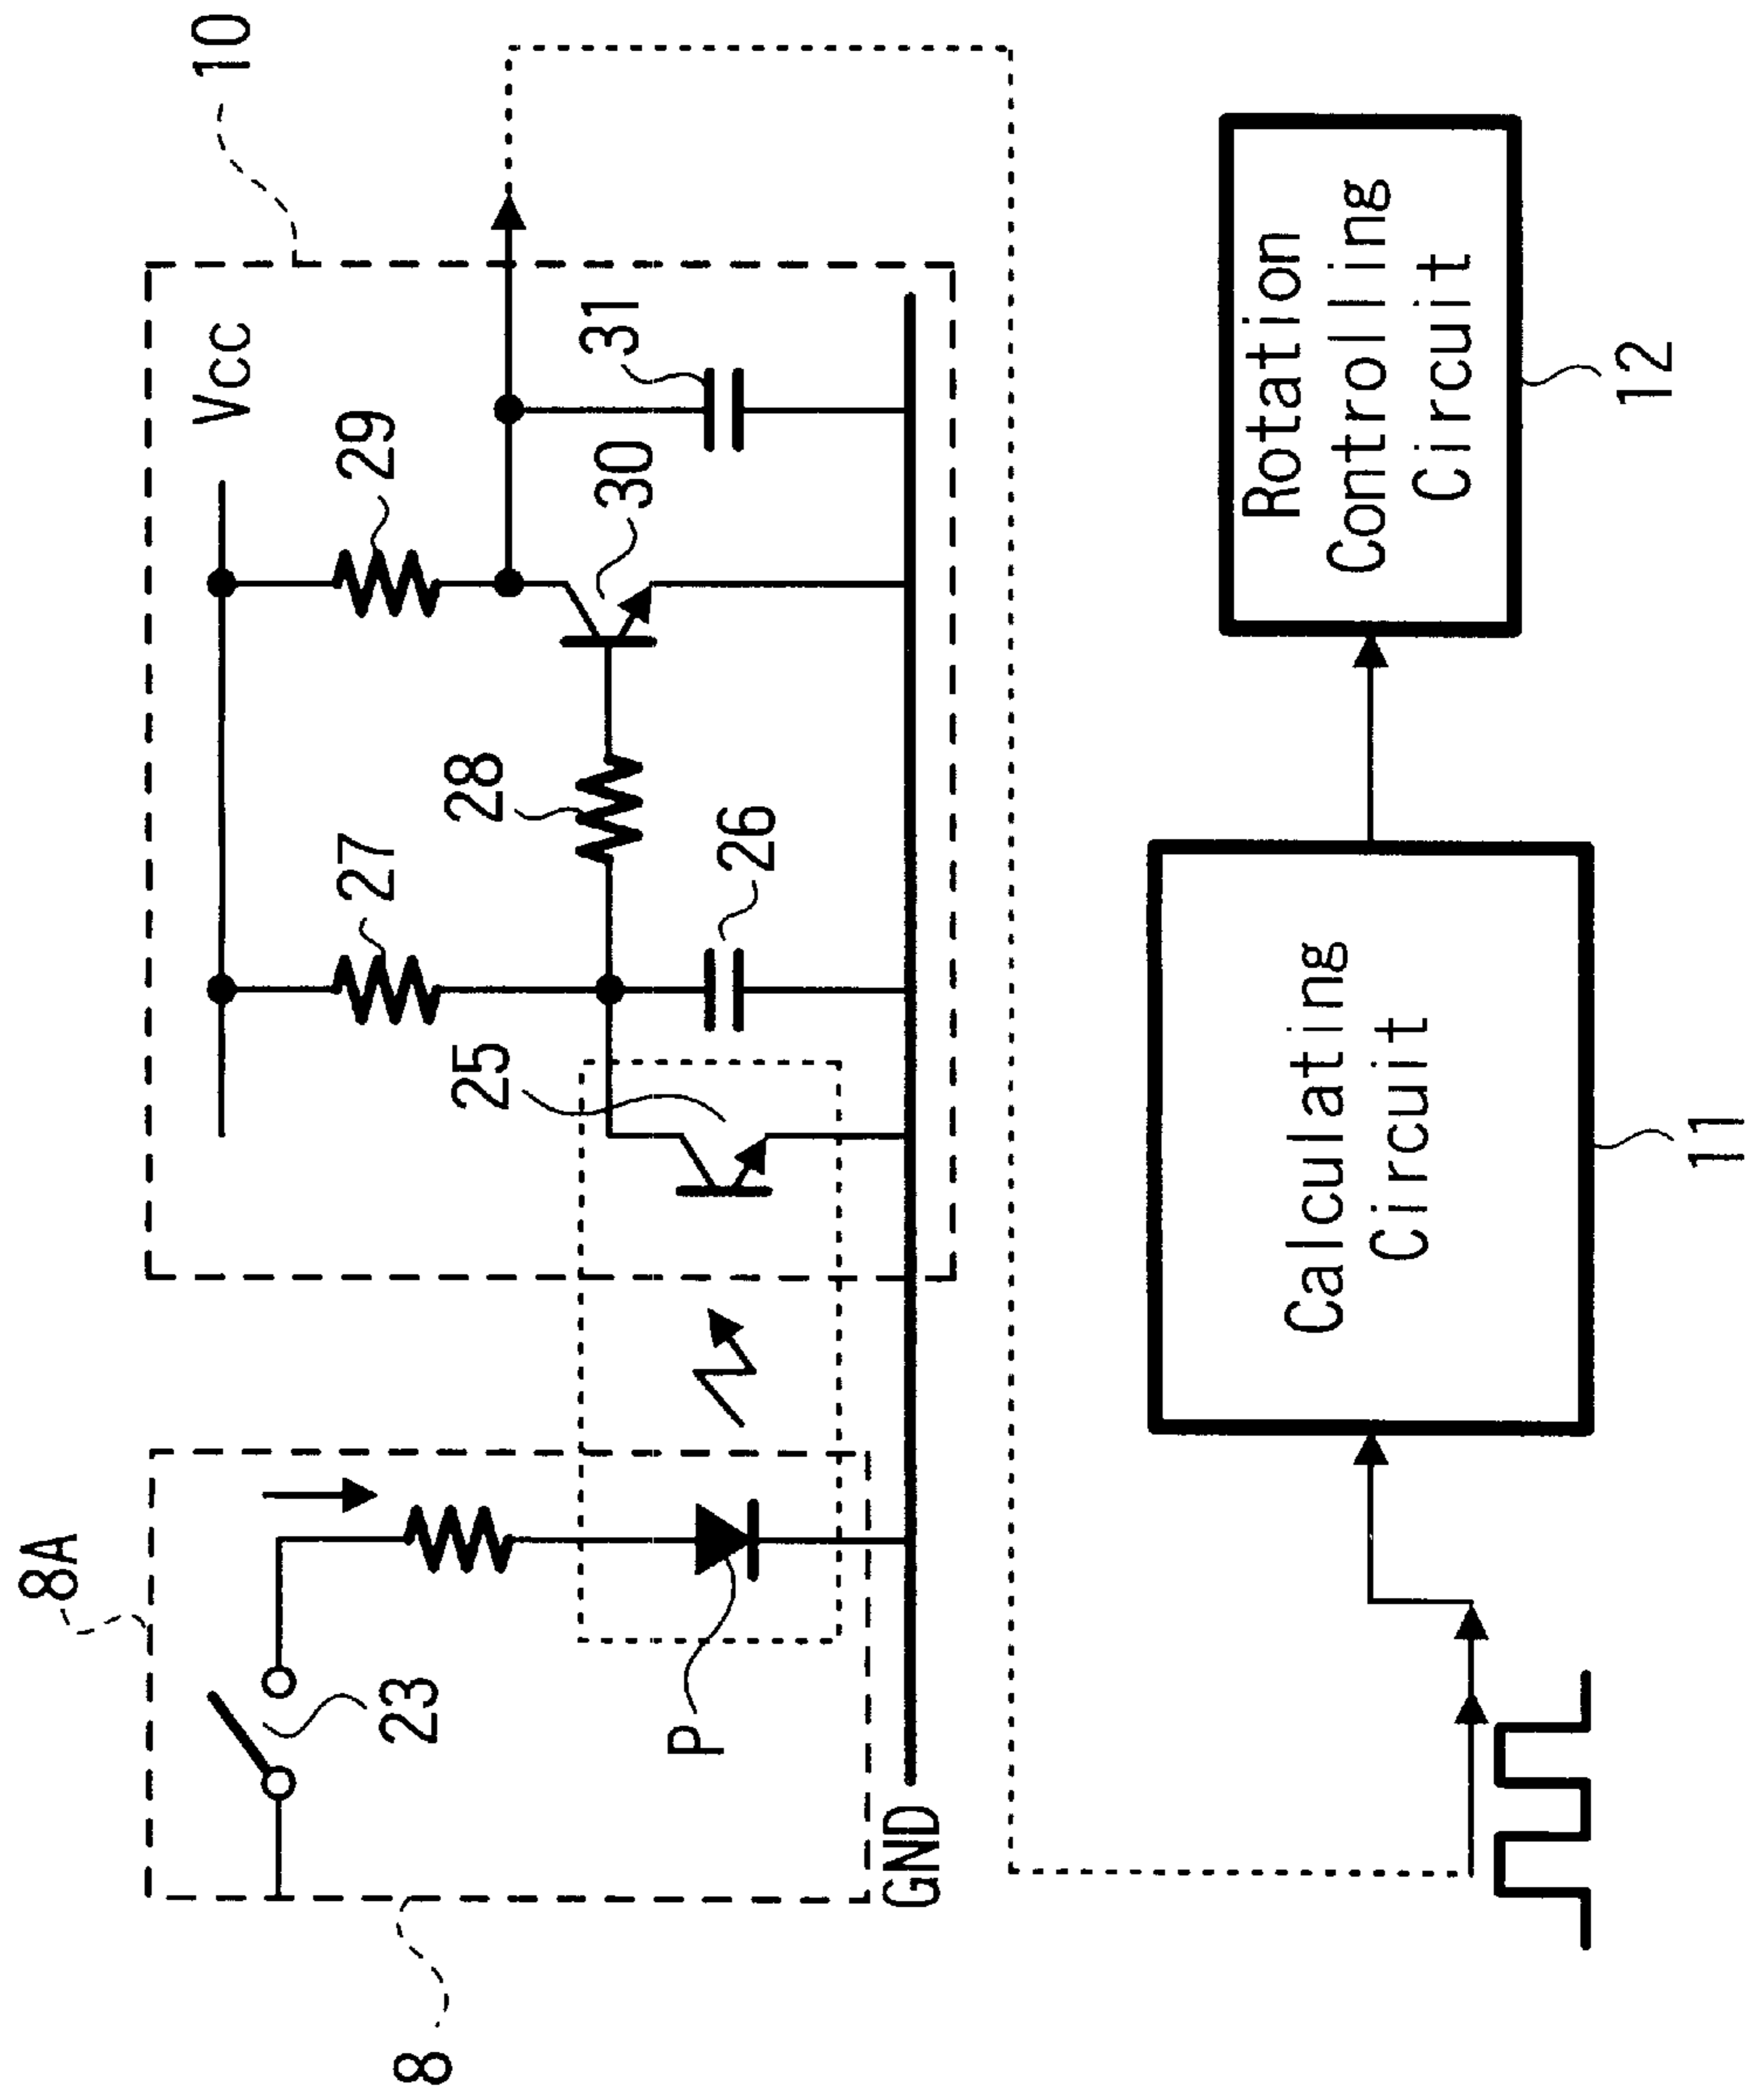 8A
10
Vcc
29
27
23
8
25
28
30
31
26
P
GND
Calculating
Circuit
11
Rotation
Controlling
Circuit
12